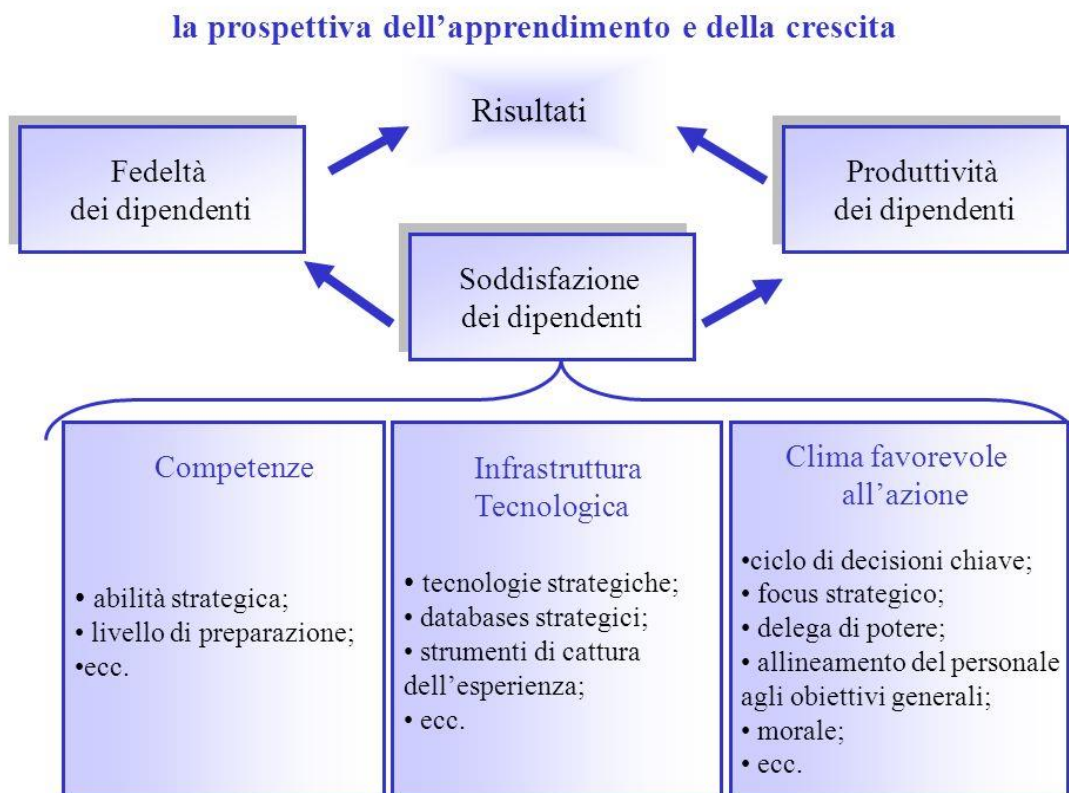 la prospettiva dell’apprendimento e della crescita
Risultati
Fedeltà
dei dipendenti
Produttività
dei dipendenti
Soddisfazione
dei dipendenti
Competenze
• abilità strategica;
• livello di preparazione;
•ecc.
Infrastruttura
Tecnologica
• tecnologie strategiche;
• databases strategici;
• strumenti di cattura
dell’esperienza;
• ecc.
Clima favorevole
all’azione
•ciclo di decisioni chiave;
• focus strategico;
• delega di potere;
• allineamento del personale
agli obiettivi generali;
• morale;
• ecc.